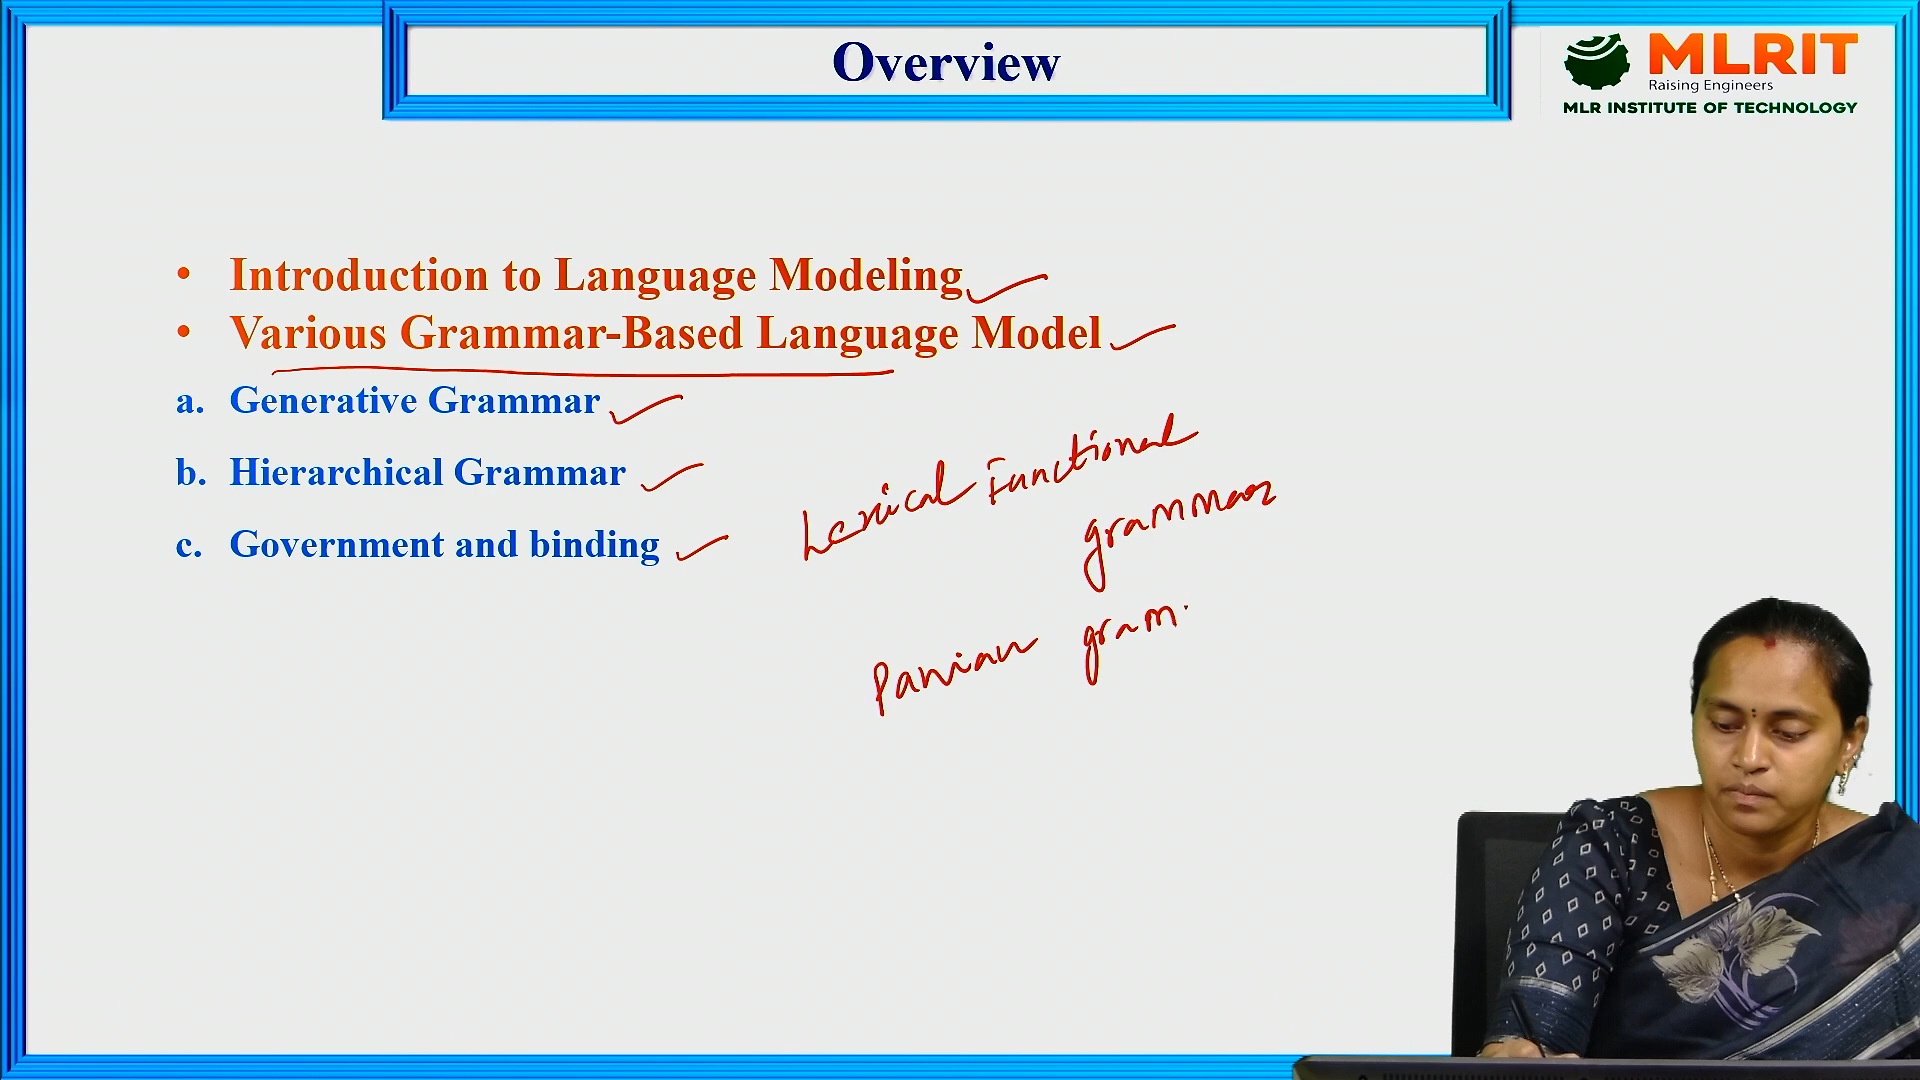 Overview
MLRIT
Raising Engineers
MLR INSTITUTE OF TECHNOLOGY
• Introduction to Language Modeling
• Various Grammar-Based Language Model
a. Generative Grammar
b. Hierarchical Grammar
c. Government and binding
Lexical Functional
grammar
Paninan gram.